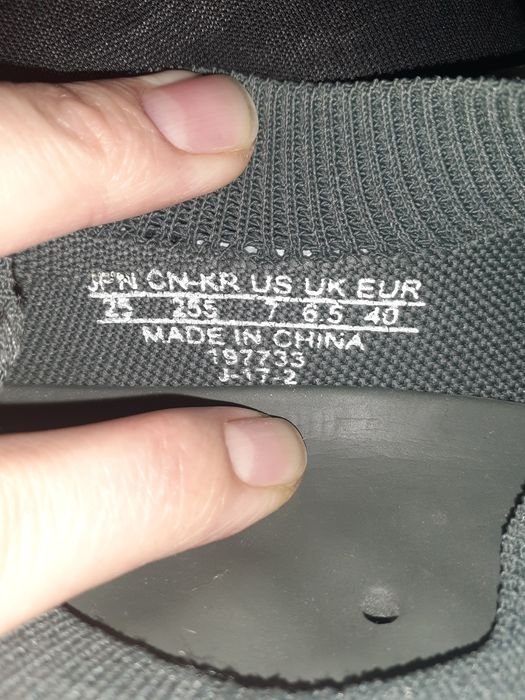 JPN CN-KR US UK EUR
25 255 7 6.5 40
MADE IN CHINA
197733
J-17-2